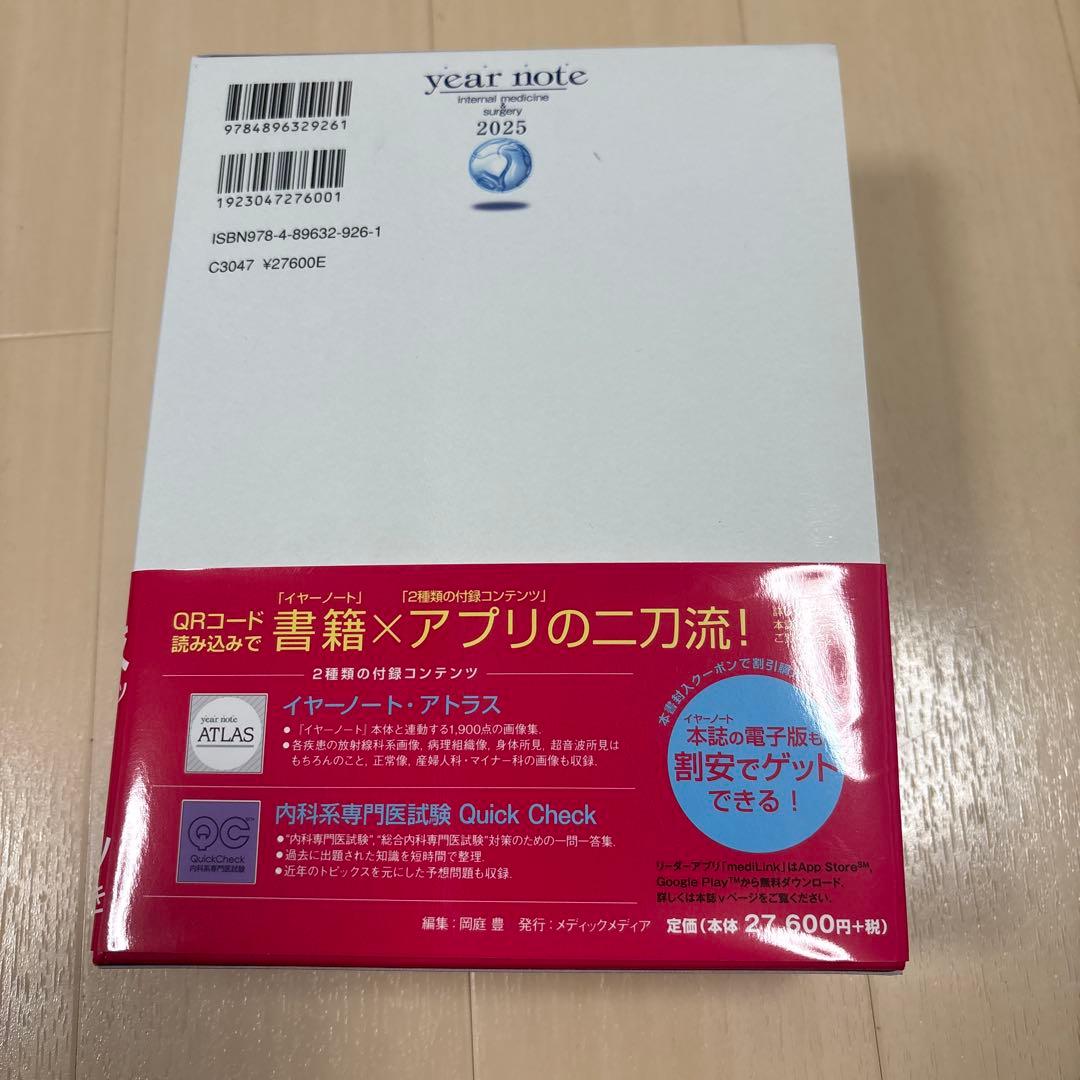 year note
internal medicine
&
surgery
2025
9784896329261
1923047276001
ISBN978-4-89632-926-1
C3047 ¥27600E
QRコード
読み込みで
「イヤーノート」
書籍×アプリの二刀流!
「2種類の付録コンテンツ」
2種類の付録コンテンツ
year note
ATLAS
イヤーノート・アトラス
●「イヤーノート」本体と連動する1,900点の画像集.
●各疾患の放射線科系画像, 病理組織像, 身体所見, 超音波所見は
もちろんのこと, 正常像, 産婦人科・マイナー科の画像も収録.
QC
QuickCheck
内科系専門医試験
内科系専門医試験 Quick Check
●"内科専門医試験", "総合内科専門医試験"対策のための一問一答集.
●過去に出題された知識を短時間で整理.
●近年のトピックスを元にした予想問題も収録.
本書封入クーポンで割引
イヤーノート
本誌の電子版も
割安でゲット
できる!
リーダーアプリ「mediLink」はApp Store℠,
Google Play™から無料ダウンロード.
詳しくは本誌vページをご覧ください.
編集:岡庭 豊 発行:メディックメディア 定価(本体 27,600円+税)